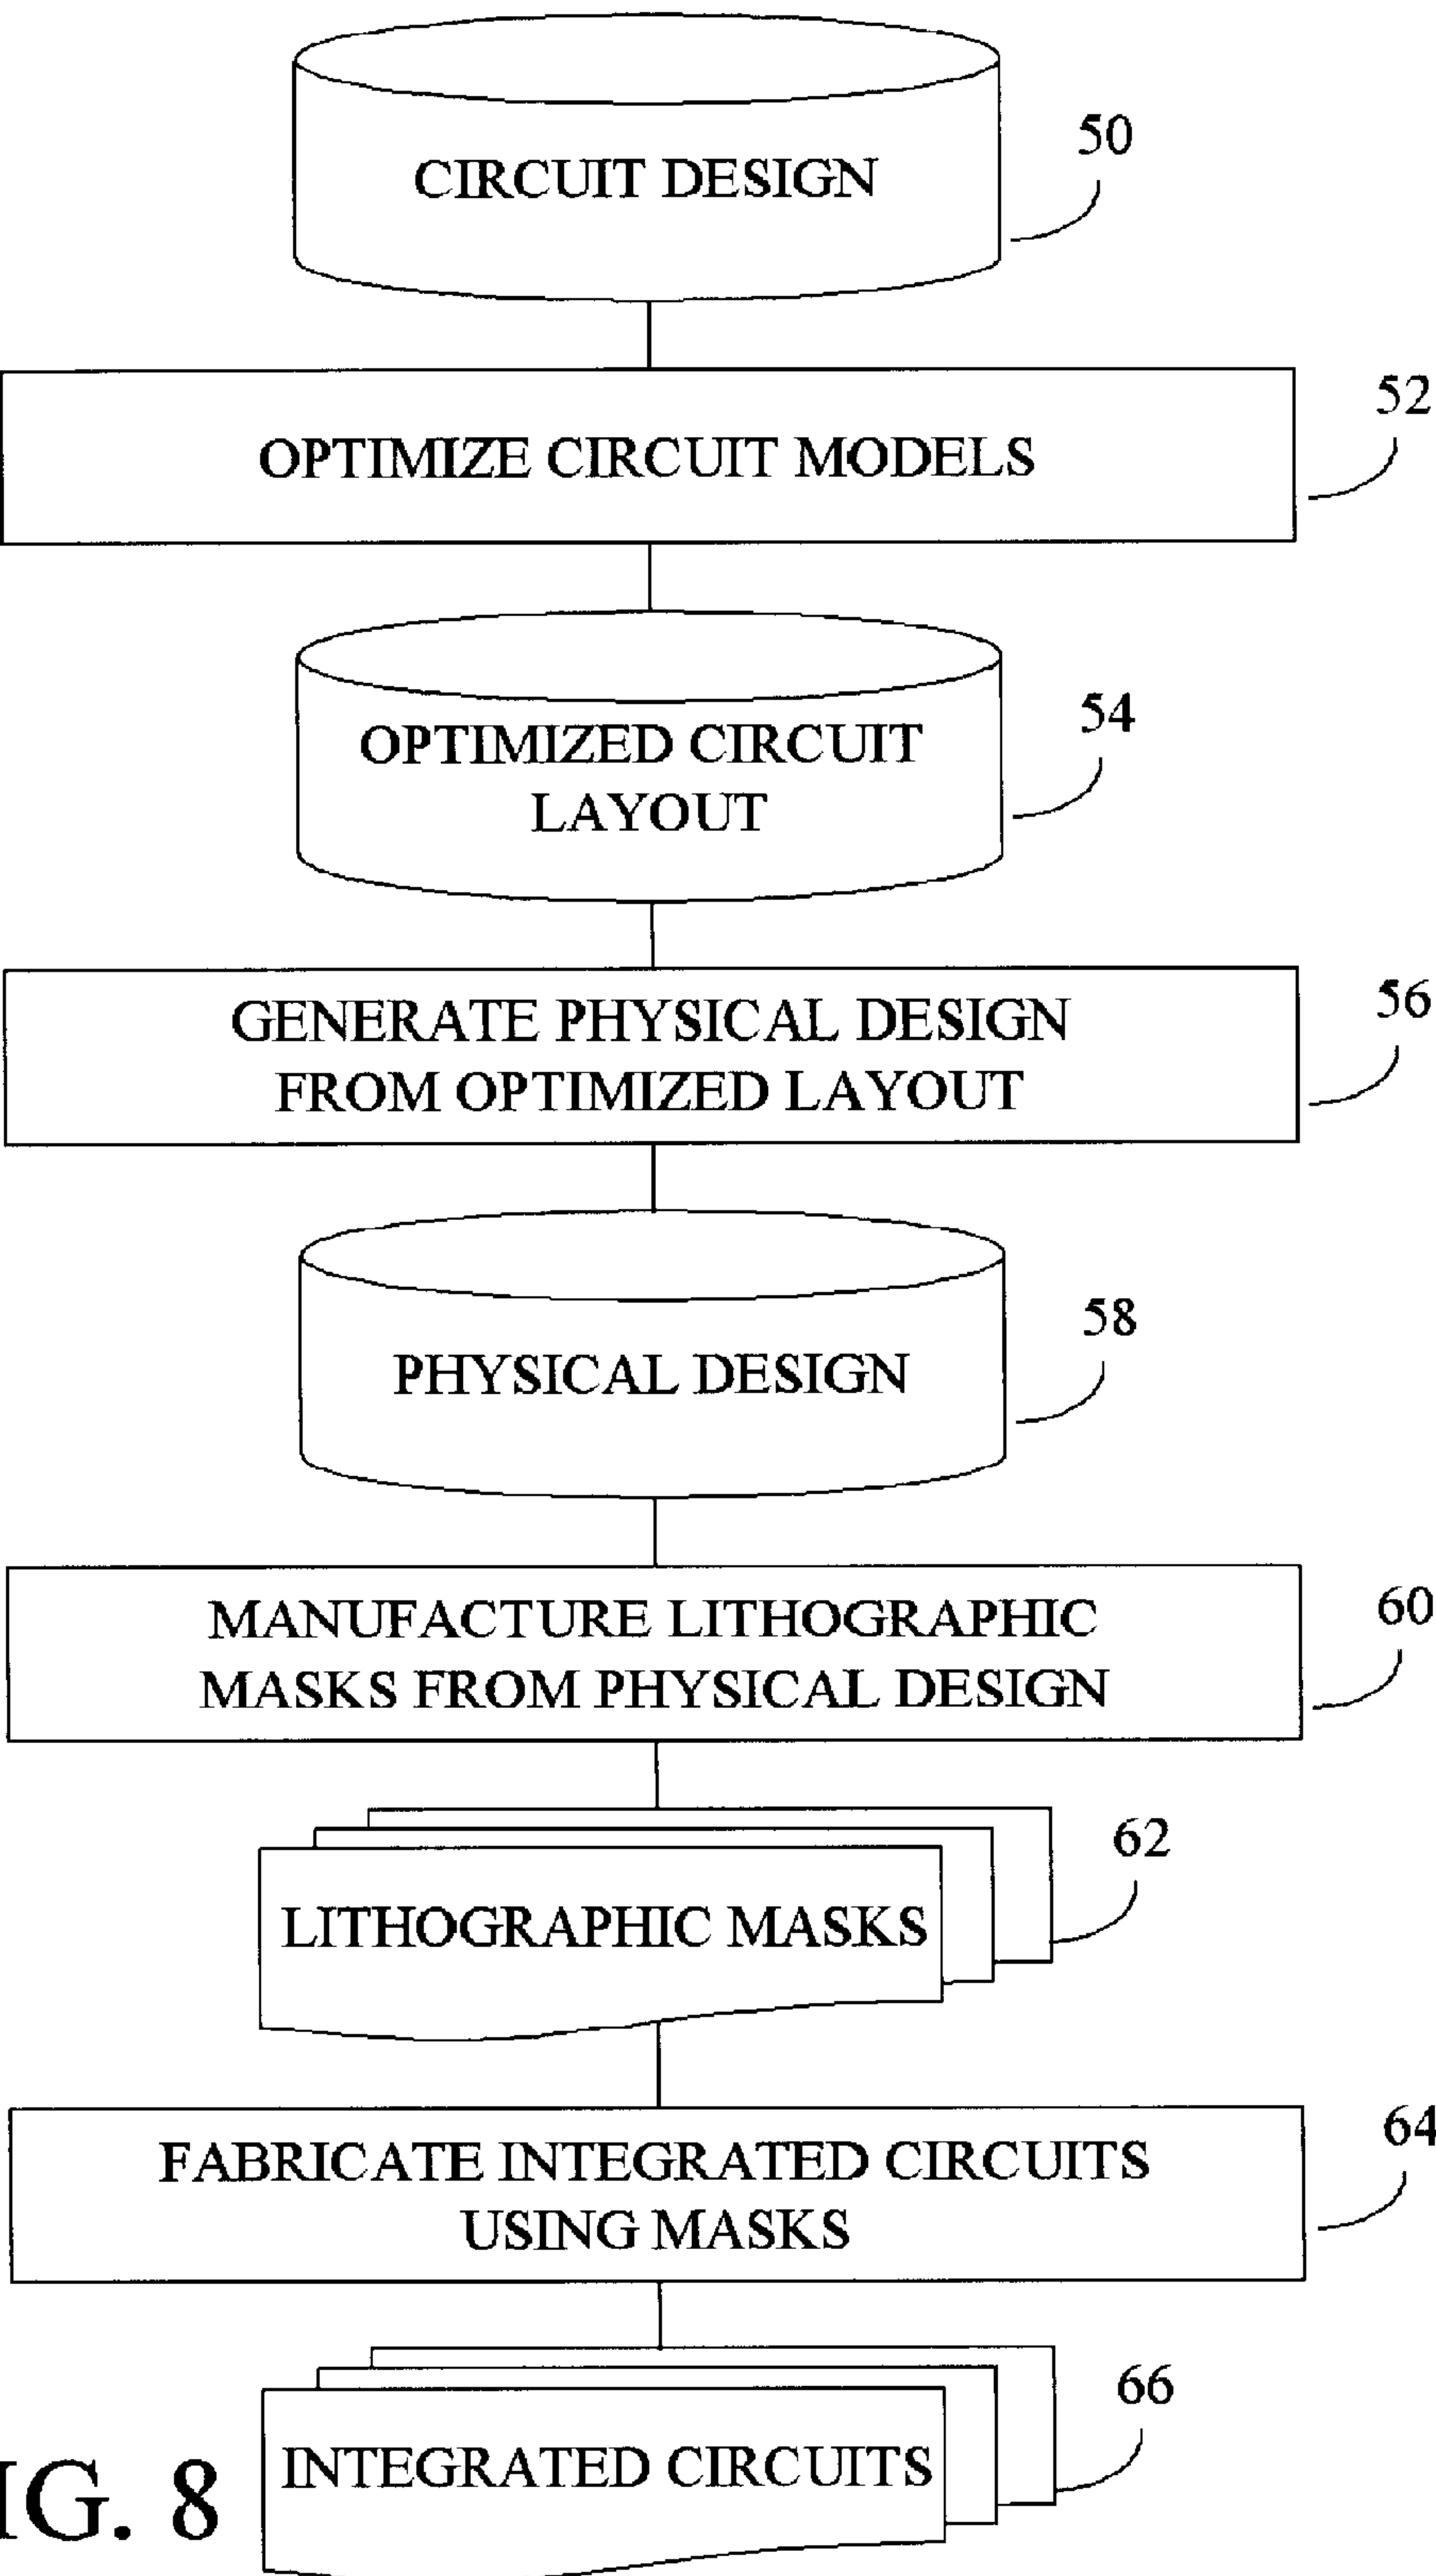 CIRCUIT DESIGN
50
OPTIMIZE CIRCUIT MODELS
52
OPTIMIZED CIRCUIT
LAYOUT
54
GENERATE PHYSICAL DESIGN
FROM OPTIMIZED LAYOUT
56
PHYSICAL DESIGN
58
MANUFACTURE LITHOGRAPHIC
MASKS FROM PHYSICAL DESIGN
60
LITHOGRAPHIC MASKS
62
FABRICATE INTEGRATED CIRCUITS
USING MASKS
64
INTEGRATED CIRCUITS
66
IG. 8